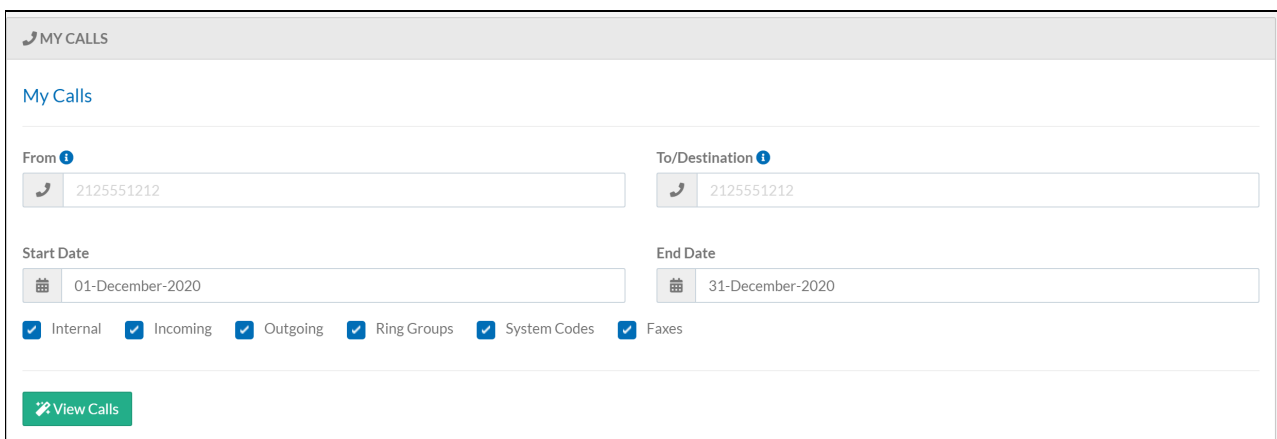 MY CALLS
My Calls
From To/Destination
2125551212 2125551212
Start Date End Date
01-December-2020 31-December-2020
Internal Incoming Outgoing Ring Groups System Codes Faxes
View Calls